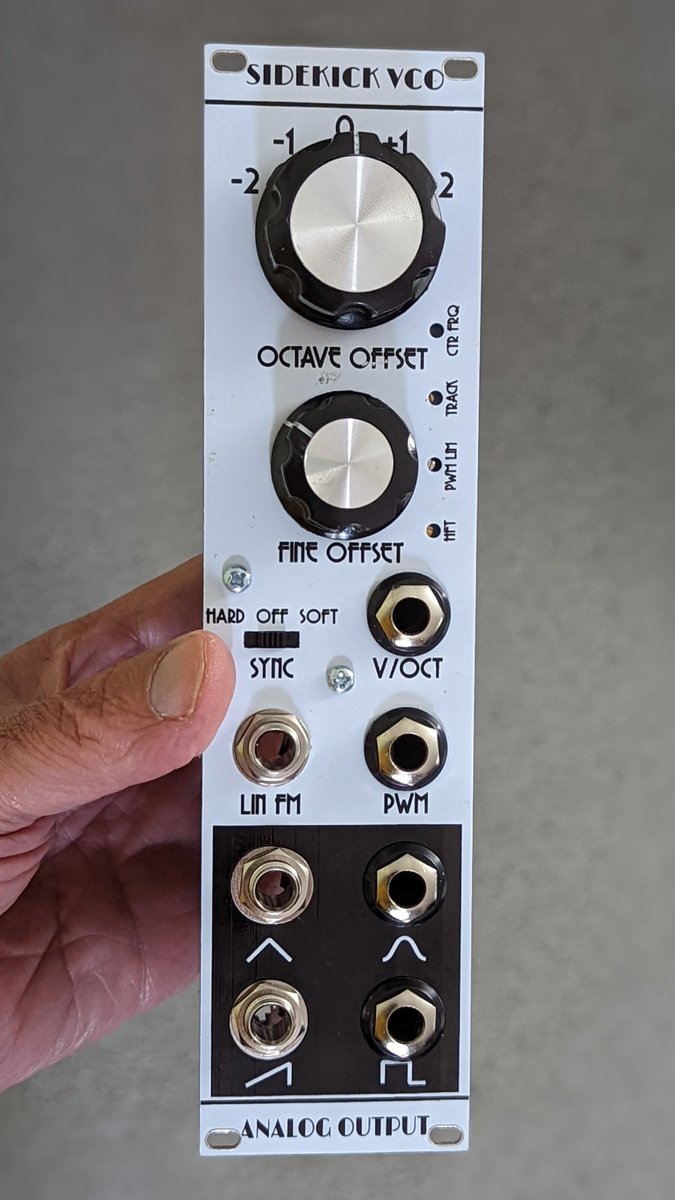 SIDEKICK VCO
-2 -1 0 +1 2
OCTAVE OFFSET
CTR FRQ
TRACK
PWM LIM
HFT
FINE OFFSET
HARD OFF SOFT
SYNC
V/OCT
LIN FM
PWM
ANALOG OUTPUT